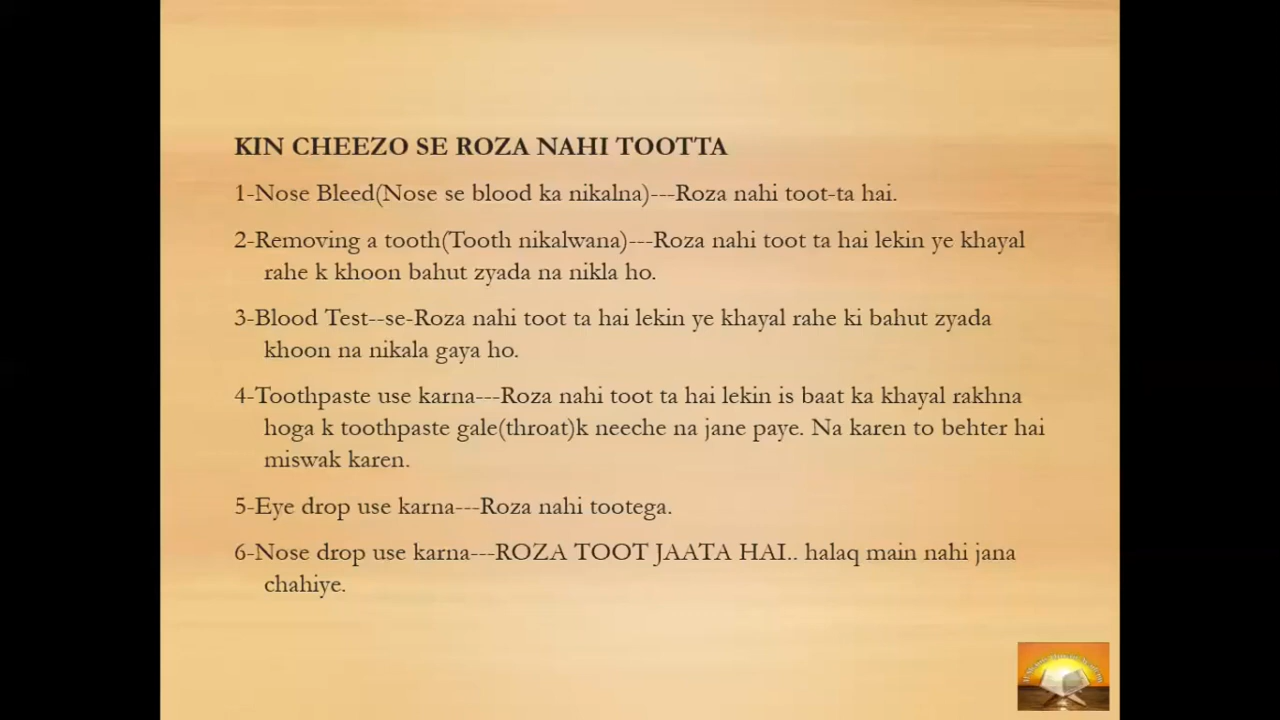 KIN CHEEZO SE ROZA NAHI TOOTTA
1-Nose Bleed(Nose se blood ka nikalna)---Roza nahi toot-ta hai.
2-Removing a tooth(Tooth nikalwana)---Roza nahi toot ta hai lekin ye khayal
rahe k khoon bahut zyada na nikla ho.
3-Blood Test--se-Roza nahi toot ta hai lekin ye khayal rahe ki bahut zyada
khoon na nikala gaya ho.
4-Toothpaste use karna---Roza nahi toot ta hai lekin is baat ka khayal rakhna
hoga k toothpaste gale(throat)k neeche na jane paye. Na karen to behter hai
miswak karen.
5-Eye drop use karna---Roza nahi tootega.
6-Nose drop use karna---ROZA TOOT JAATA HAI.. halaq main nahi jana
chahiye.